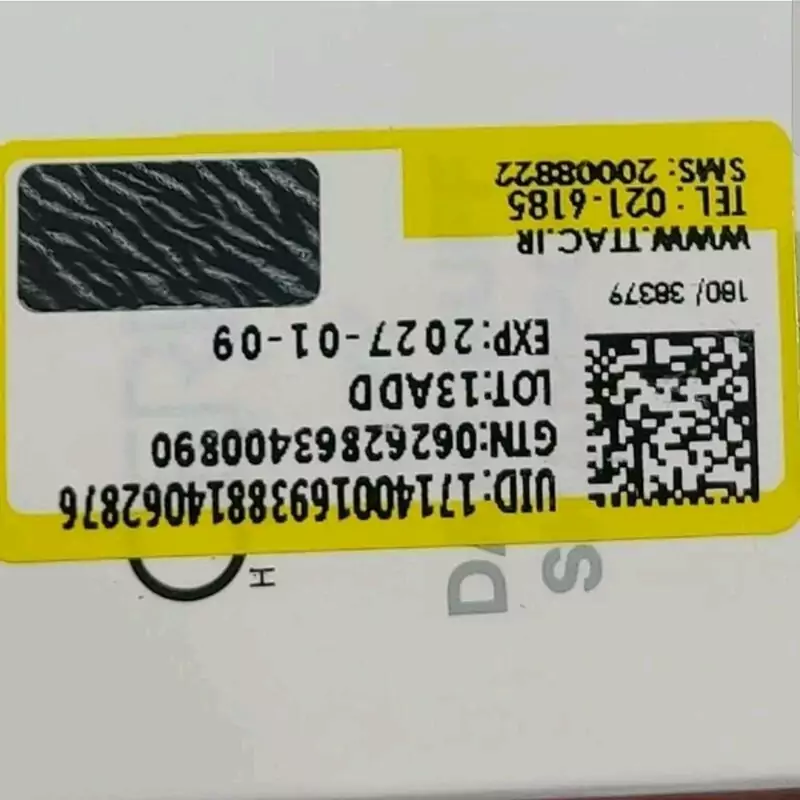 H
UID:17140016938814062876
GTN:06262863400890
LOT:13ADD
EXP:2027-01-09
180/ 38379
WWW.TTAC.IR
TEL : 021-6185
SMS: 20008822